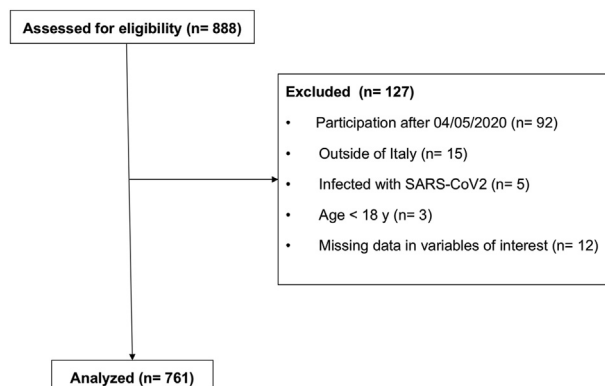 Assessed for eligibility (n= 888)
Excluded (n= 127)
• Participation after 04/05/2020 (n= 92)
• Outside of Italy (n= 15)
• Infected with SARS-CoV2 (n= 5)
• Age < 18 y (n= 3)
• Missing data in variables of interest (n= 12)
Analyzed (n= 761)